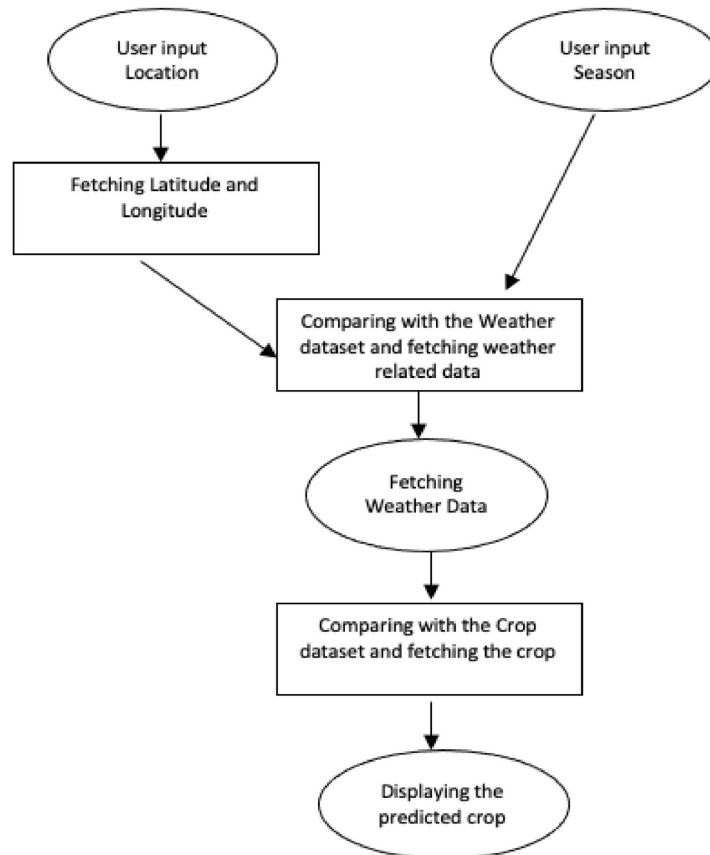 User input
Location
User input
Season
Fetching Latitude and
Longitude
Comparing with the Weather
dataset and fetching weather
related data
Fetching
Weather Data
Comparing with the Crop
dataset and fetching the crop
Displaying the
predicted crop